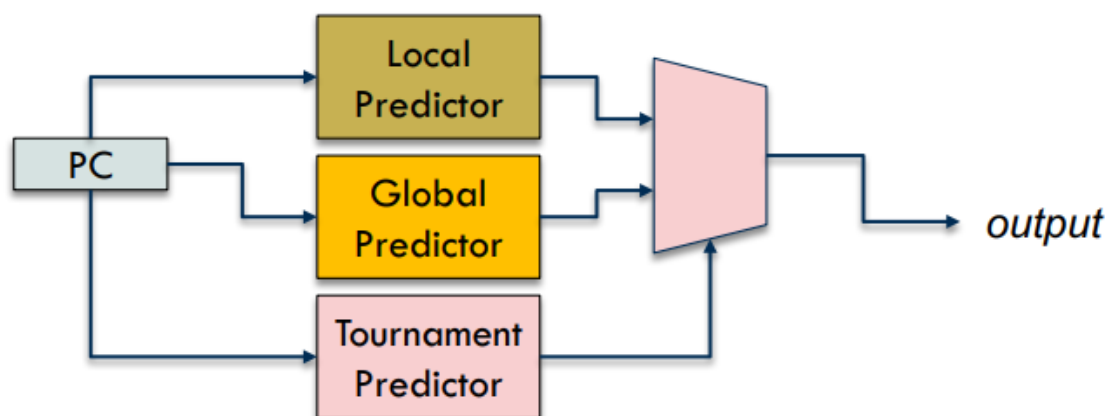 Local
Predictor
PC
Global
Predictor
output
Tournament
Predictor